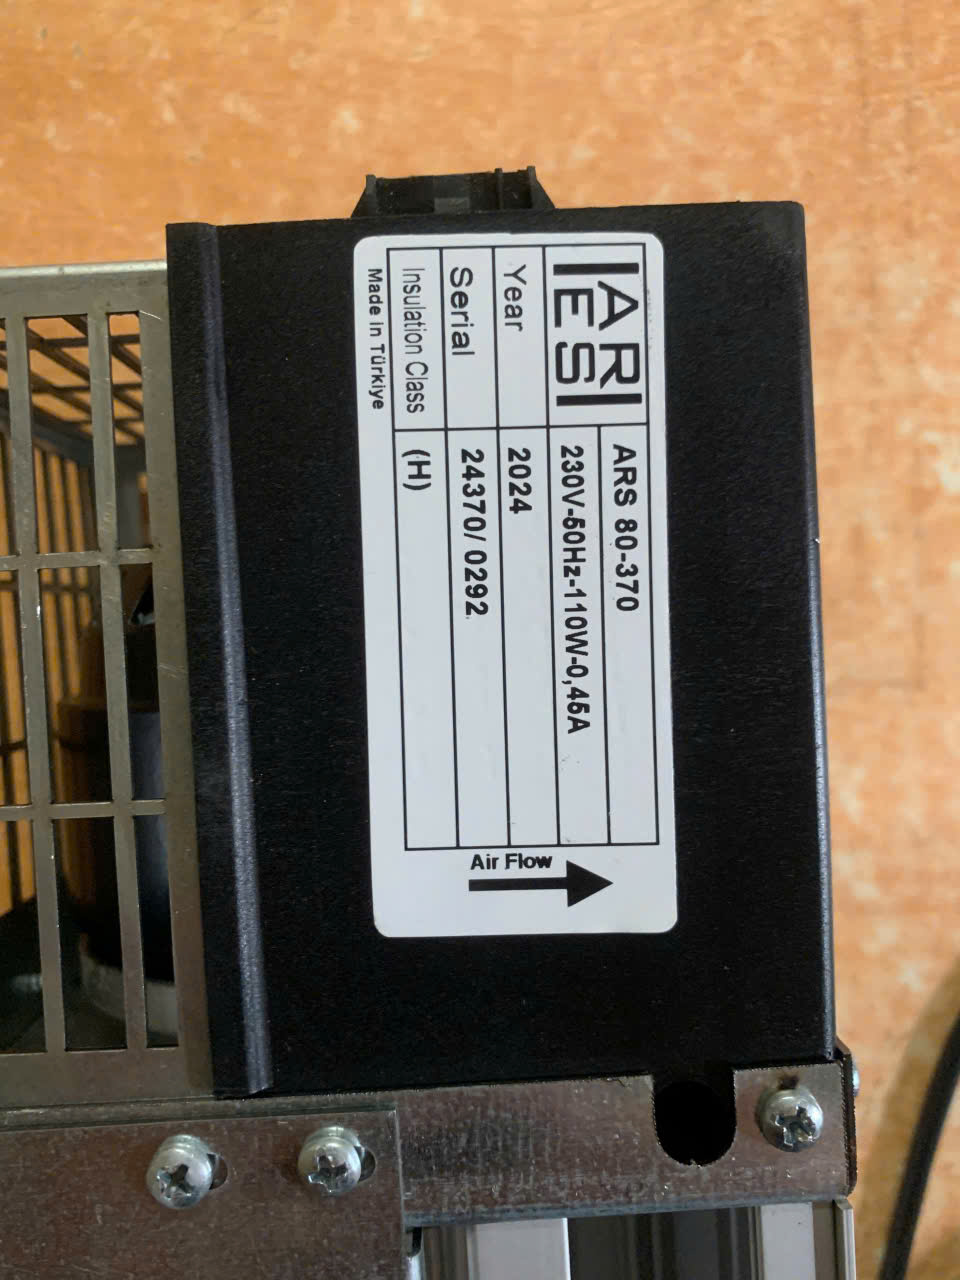 ARI
IES
ARS 80-370
230V-50Hz-110W-0,45A
Year 2024
Serial 24370/ 0292
Insulation Class (H)
Made in Türkiye
Air Flow